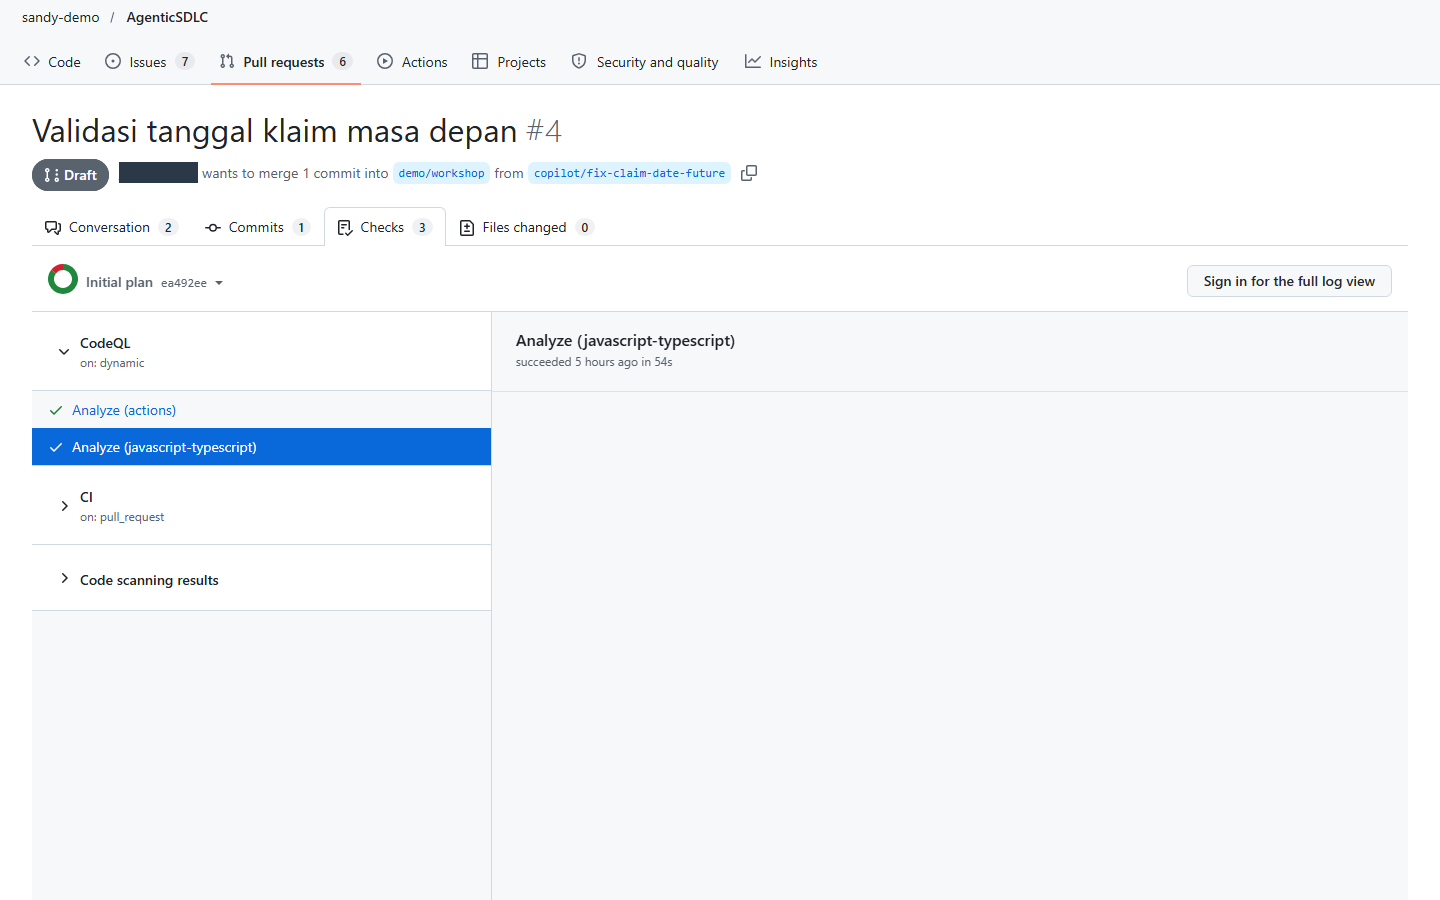 sandy-demo / AgenticSDLC
Code Issues 7 Pull requests 6 Actions Projects Security and quality Insights
Validasi tanggal klaim masa depan #4
Draft wants to merge 1 commit into demo/workshop from copilot/fix-claim-date-future
Conversation 2 Commits 1 Checks 3 Files changed 0
Initial plan ea492ee
Sign in for the full log view
CodeQL
on: dynamic
Analyze (actions)
Analyze (javascript-typescript)
CI
on: pull_request
Code scanning results
Analyze (javascript-typescript)
succeeded 5 hours ago in 54s